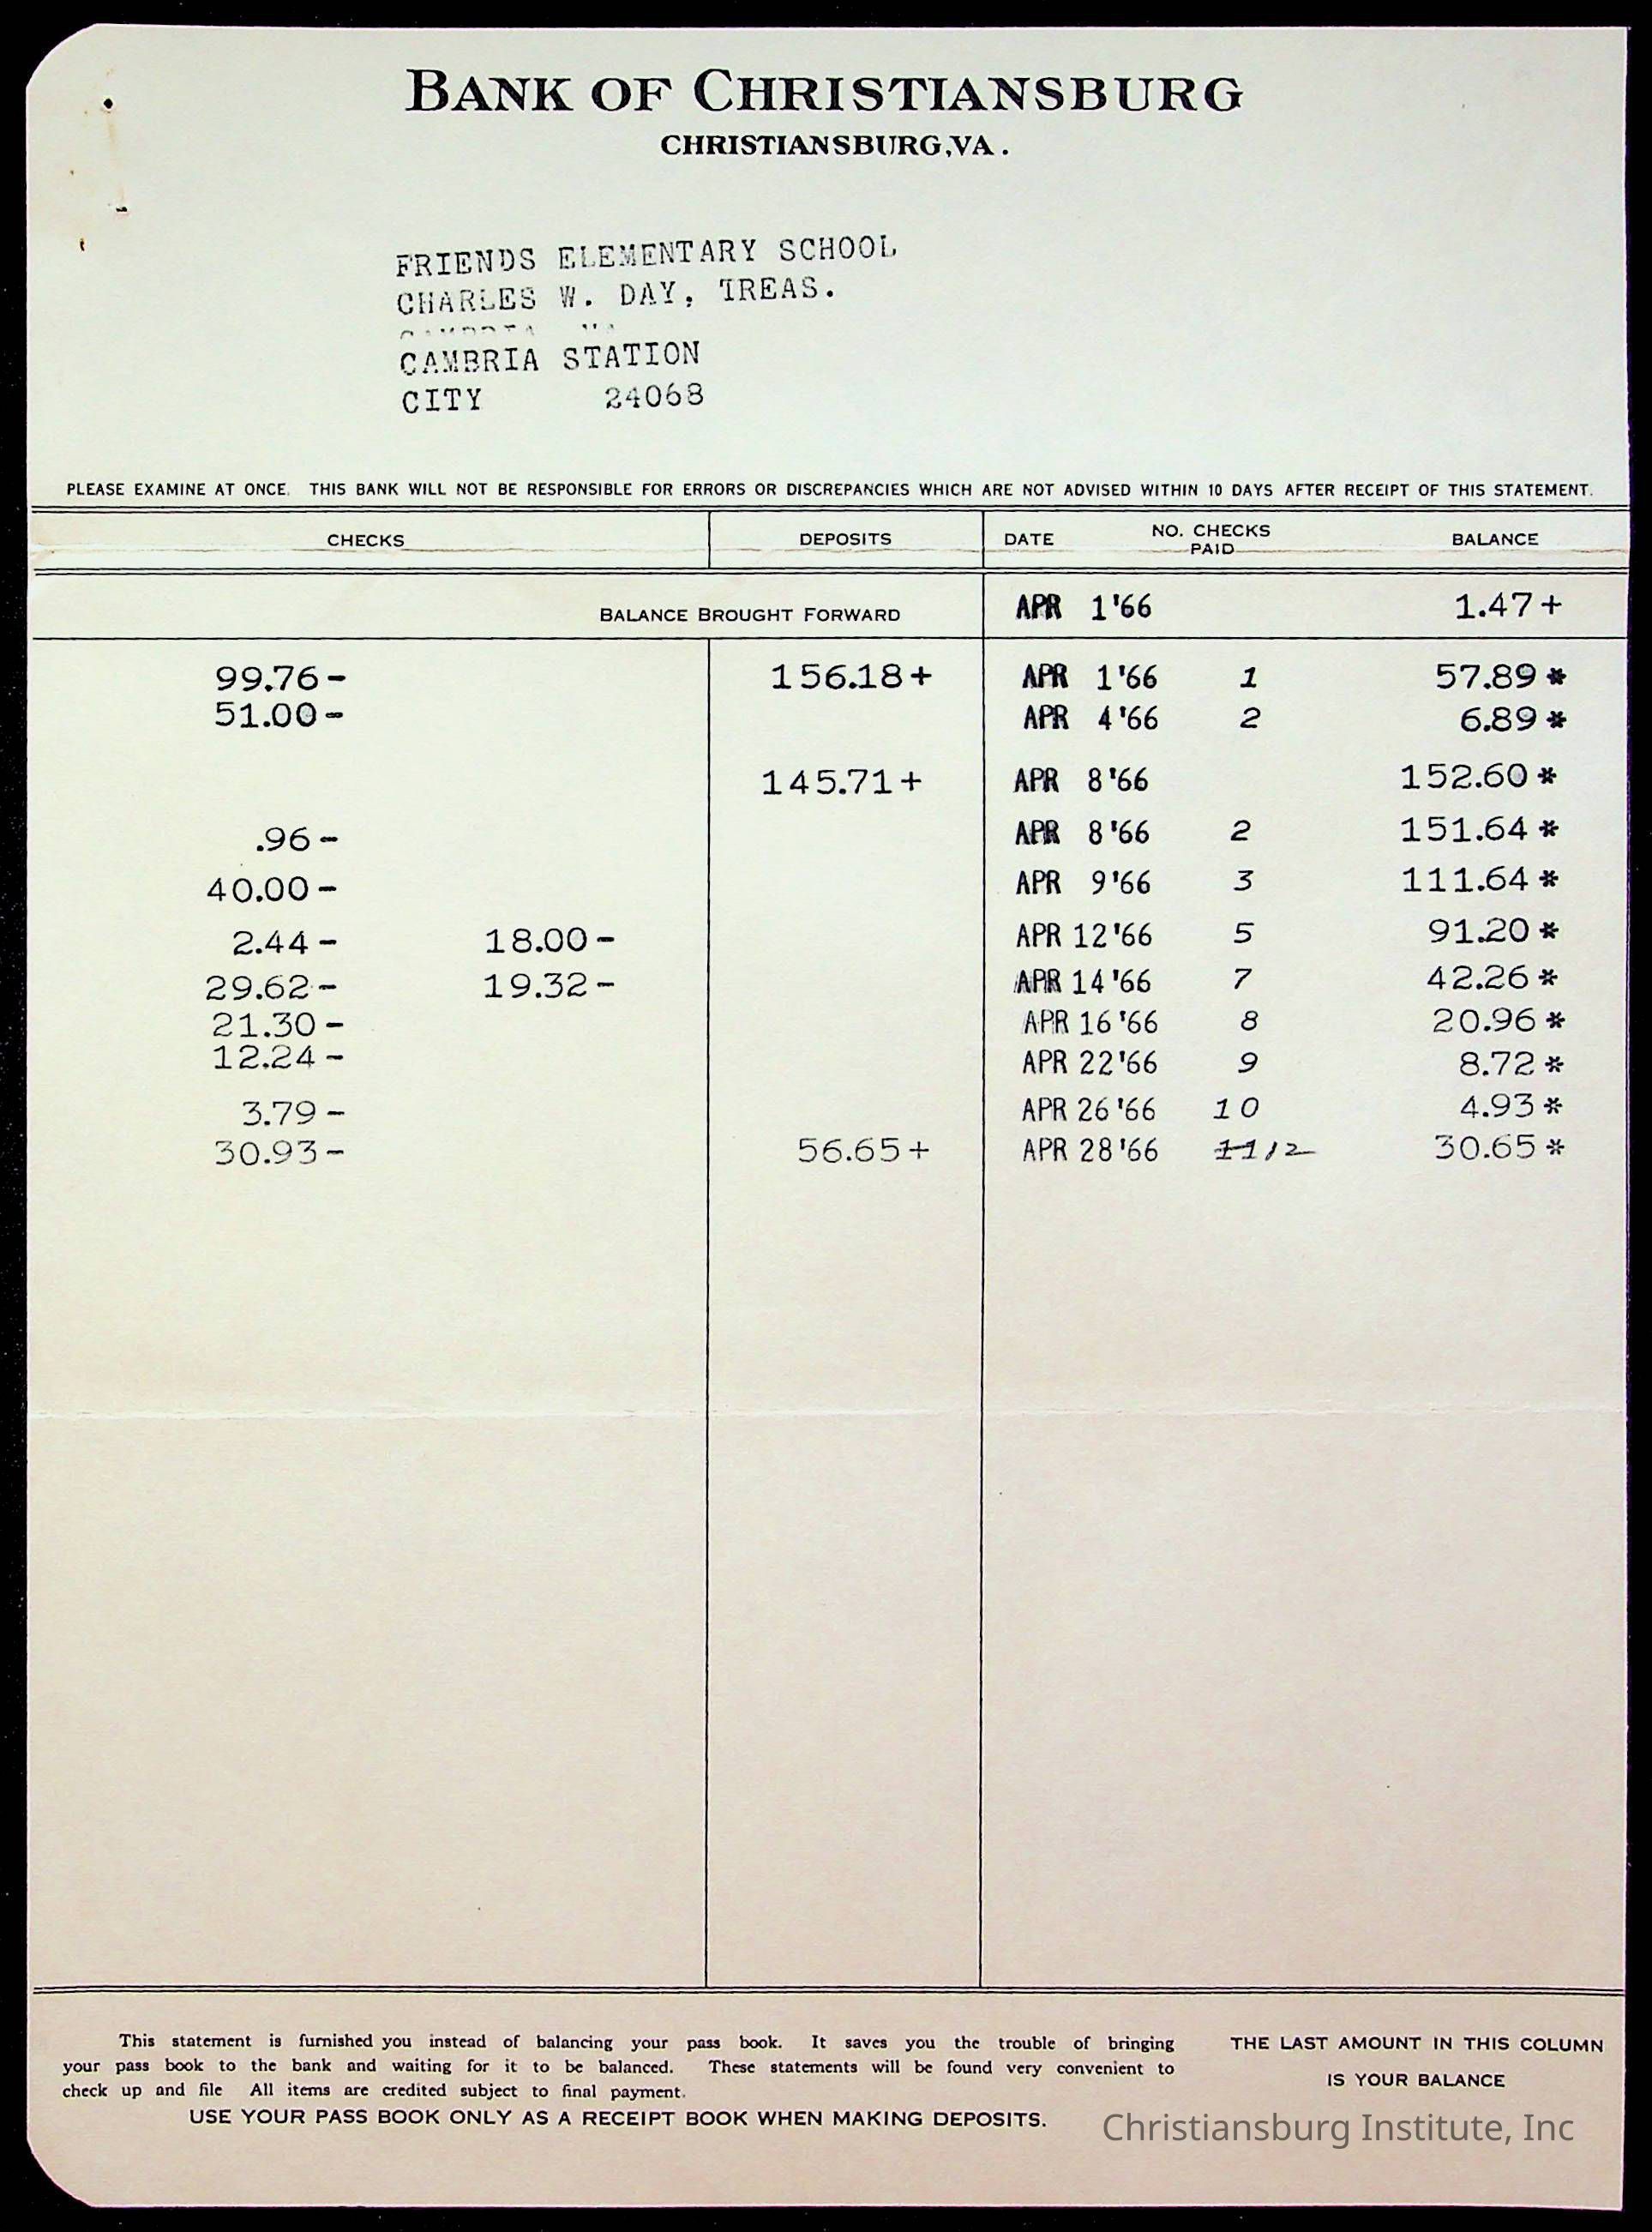 BANK OF CHRISTIANSBURG
CHRISTIANSBURG, VA.
FRIENDS ELEMENTARY SCHOOL
CHARLES W. DAY, TREAS.
CAMBRIA STATION
CITY 24068
PLEASE EXAMINE AT ONCE. THIS BANK WILL NOT BE RESPONSIBLE FOR ERRORS OR DISCREPANCIES WHICH ARE NOT ADVISED WITHIN 10 DAYS AFTER RECEIPT OF THIS STATEMENT.
CHECKS DEPOSITS DATE NO. CHECKS PAID BALANCE
BALANCE BROUGHT FORWARD APR 1'66 1.47+
99.76- 156.18+ APR 1'66 1 57.89*
51.00- APR 4'66 2 6.89*
145.71+ APR 8'66 152.60*
.96- APR 8'66 2 151.64*
40.00- APR 9'66 3 111.64*
2.44- 18.00- APR 12'66 5 91.20*
29.62- 19.32- APR 14'66 7 42.26*
21.30- APR 16'66 8 20.96*
12.24- APR 22'66 9 8.72*
3.79- APR 26'66 10 4.93*
30.93- 56.65+ APR 28'66 11 12 30.65*
This statement is furnished you instead of balancing your pass book. It saves you the trouble of bringing
your pass book to the bank and waiting for it to be balanced. These statements will be found very convenient to
check up and file All items are credited subject to final payment.
USE YOUR PASS BOOK ONLY AS A RECEIPT BOOK WHEN MAKING DEPOSITS.
THE LAST AMOUNT IN THIS COLUMN
IS YOUR BALANCE
Christiansburg Institute, Inc